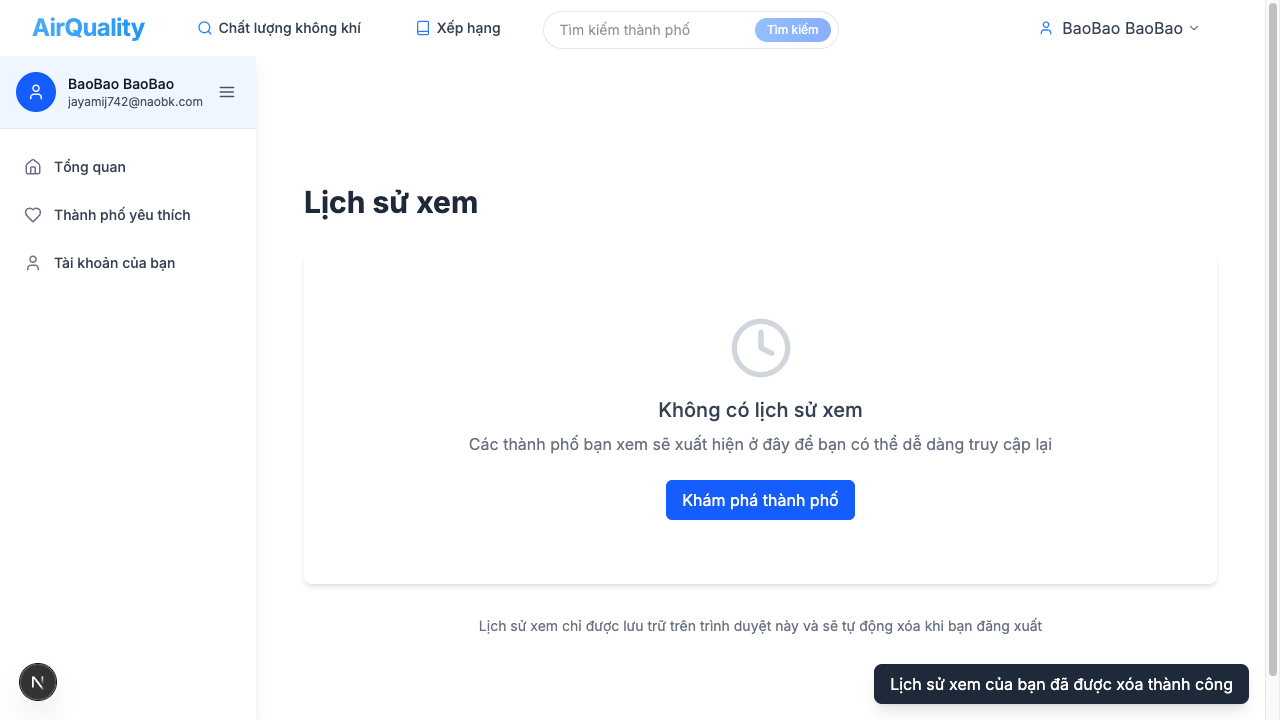 AirQuality
Chất lượng không khí
Xếp hạng
Tìm kiếm thành phố
Tìm kiếm
BaoBao BaoBao
BaoBao BaoBao
jayamij742@naobk.com
Tổng quan
Thành phố yêu thích
Tài khoản của bạn
Lịch sử xem
Không có lịch sử xem
Các thành phố bạn xem sẽ xuất hiện ở đây để bạn có thể dễ dàng truy cập lại
Khám phá thành phố
Lịch sử xem chỉ được lưu trữ trên trình duyệt này và sẽ tự động xóa khi bạn đăng xuất
N
Lịch sử xem của bạn đã được xóa thành công